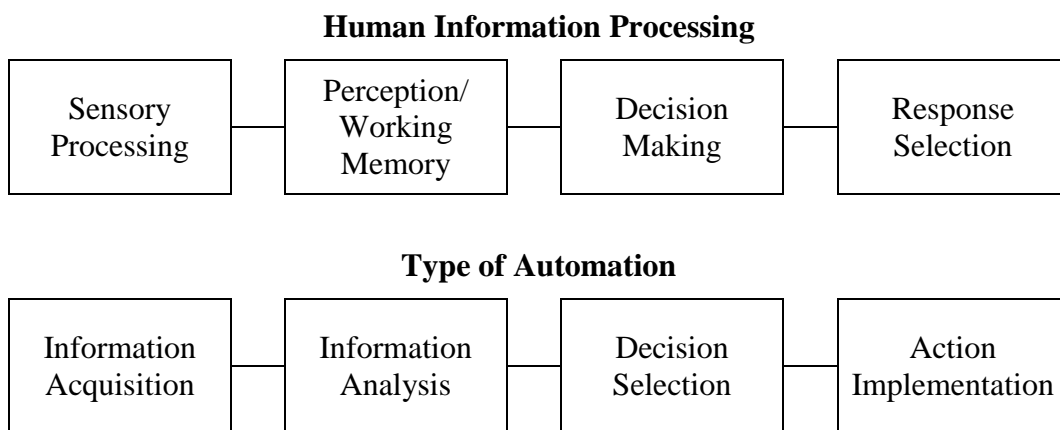 Human Information Processing
Sensory
Processing
Perception/
Working
Memory
Decision
Making
Response
Selection
Type of Automation
Information
Acquisition
Information
Analysis
Decision
Selection
Action
Implementation